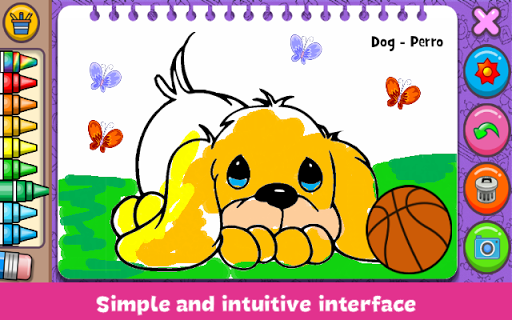 Dog - Perro
Simple and intuitive interface